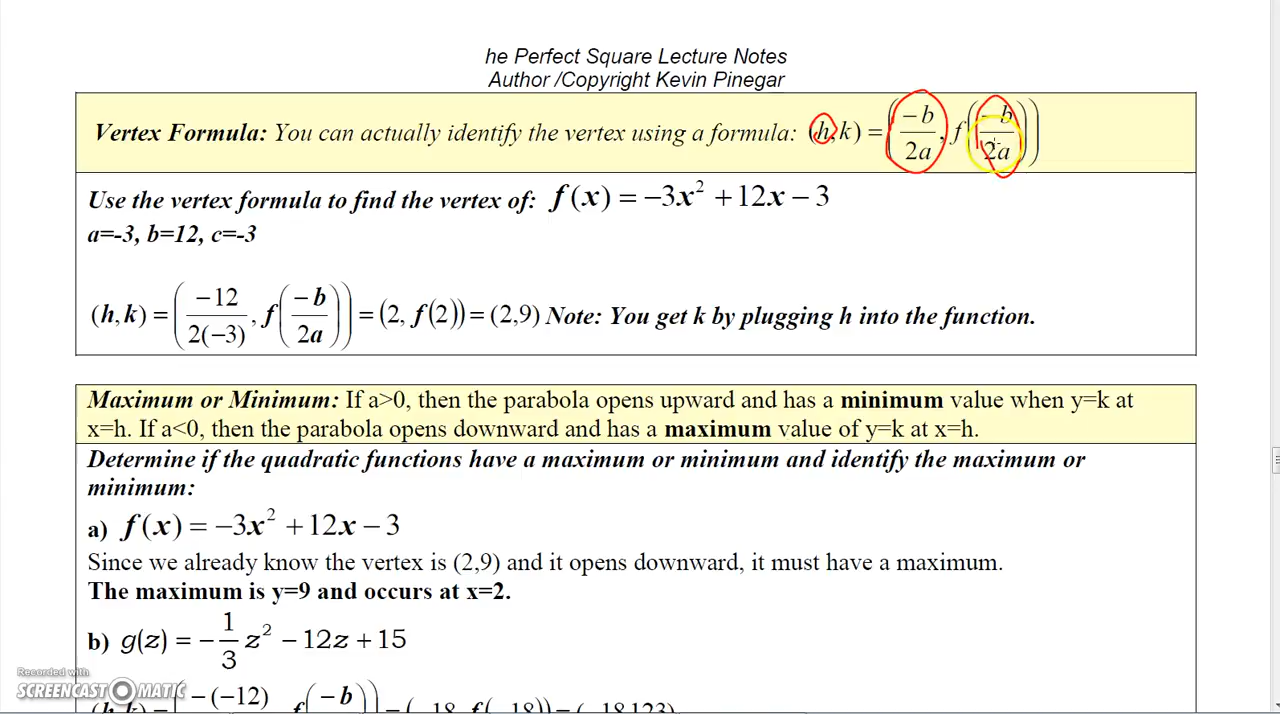 he Perfect Square Lecture Notes
Author /Copyright Kevin Pinegar
Vertex Formula: You can actually identify the vertex using a formula: (h, k) = (−b/2a, f(−b/2a))
Use the vertex formula to find the vertex of: f(x) = −3x² + 12x − 3
a=-3, b=12, c=-3
(h, k) = (−12/2(−3), f(−b/2a)) = (2, f(2)) = (2,9) Note: You get k by plugging h into the function.
Maximum or Minimum: If a>0, then the parabola opens upward and has a minimum value when y=k at
x=h. If a<0, then the parabola opens downward and has a maximum value of y=k at x=h.
Determine if the quadratic functions have a maximum or minimum and identify the maximum or
minimum:
a) f(x) = −3x² + 12x − 3
Since we already know the vertex is (2,9) and it opens downward, it must have a maximum.
The maximum is y=9 and occurs at x=2.
b) g(z) = −1/3 z² − 12z + 15
Recorded with
SCREENCAST MATIC